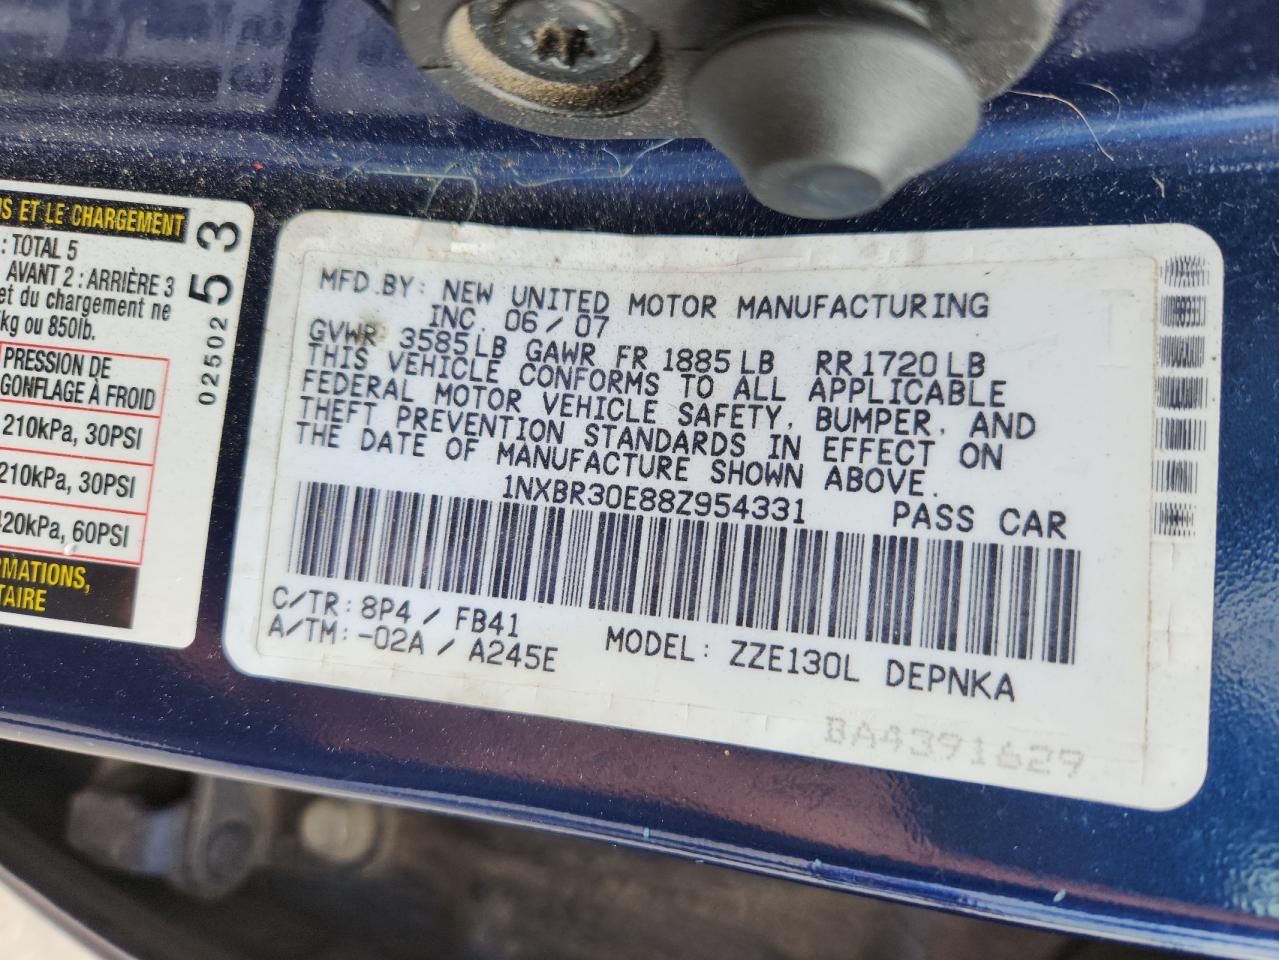 S ET LE CHARGEMENT
: TOTAL 5
AVANT 2 : ARRIÈRE 3
et du chargement ne
kg ou 850lb.
PRESSION DE
GONFLAGE À FROID
210kPa, 30PSI
210kPa, 30PSI
420kPa, 60PSI
MATIONS,
TAIRE
02502 53
MFD.BY: NEW UNITED MOTOR MANUFACTURING
INC. 06/07
GVWR 3585LB GAWR FR 1885LB RR1720LB
THIS VEHICLE CONFORMS TO ALL APPLICABLE
FEDERAL MOTOR VEHICLE SAFETY, BUMPER, AND
THEFT PREVENTION STANDARDS IN EFFECT ON
THE DATE OF MANUFACTURE SHOWN ABOVE.
1NXBR30E88Z954331 PASS CAR
C/TR: 8P4 / FB41
A/TM: -02A / A245E
MODEL: ZZE130L DEPNKA
BA4391629